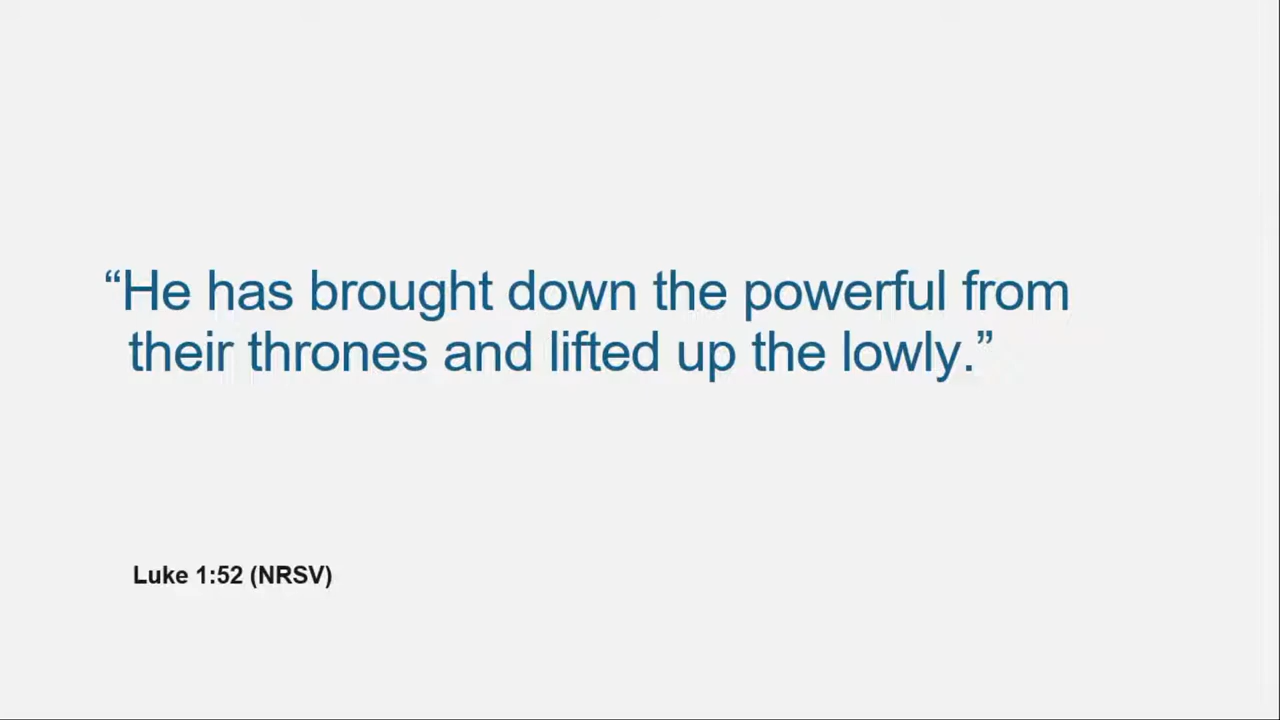 “He has brought down the powerful from
their thrones and lifted up the lowly.”
Luke 1:52 (NRSV)